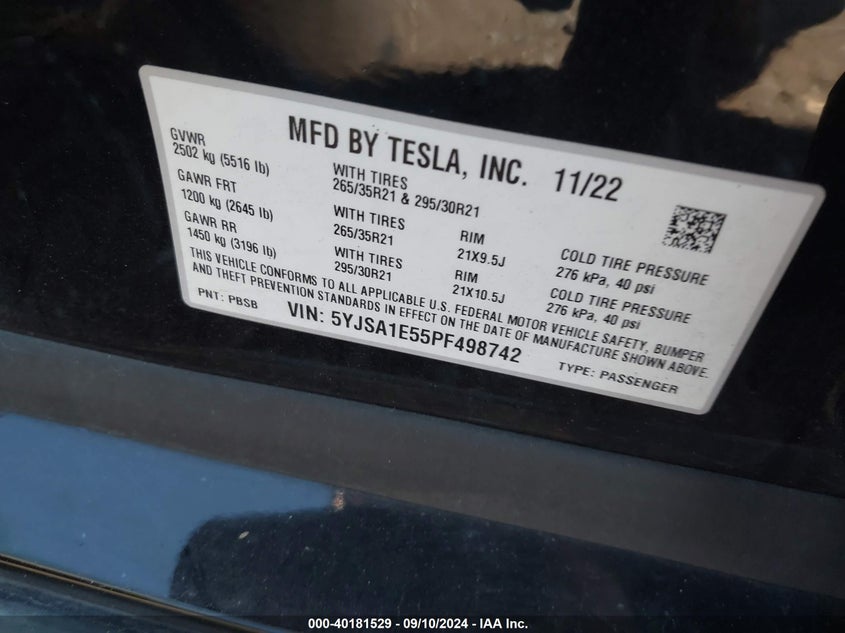 MFD BY TESLA, INC. 11/22
GVWR
2502 kg (5516 lb)
WITH TIRES
265/35R21 & 295/30R21
GAWR FRT
1200 kg (2645 lb)
WITH TIRES
265/35R21
RIM
21X9.5J
COLD TIRE PRESSURE
276 kPa, 40 psi
GAWR RR
1450 kg (3196 lb)
WITH TIRES
295/30R21
RIM
21X10.5J
COLD TIRE PRESSURE
276 kPa, 40 psi
THIS VEHICLE CONFORMS TO ALL APPLICABLE U.S. FEDERAL MOTOR VEHICLE SAFETY, BUMPER
AND THEFT PREVENTION STANDARDS IN EFFECT ON THE DATE OF MANUFACTURE SHOWN ABOVE.
PNT: PBSB
VIN: 5YJSA1E55PF498742
TYPE: PASSENGER
000-40181529 - 09/10/2024 - IAA Inc.